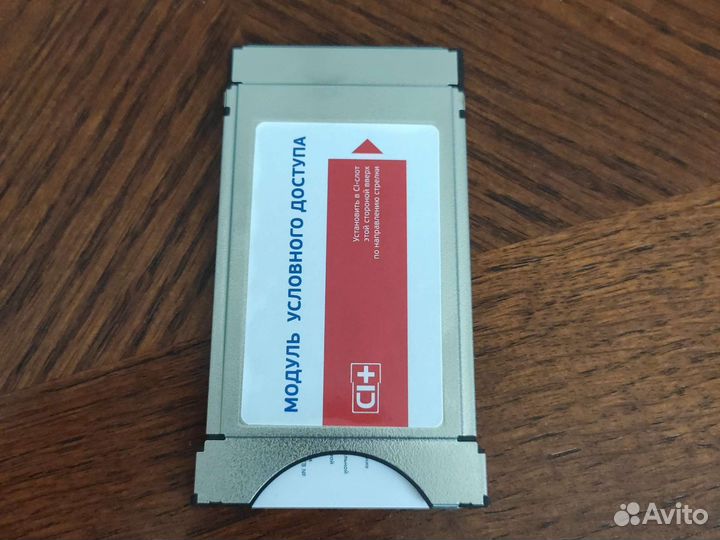 МОДУЛЬ УСЛОВНОГО ДОСТУПА
Установить в CI-слот
этой стороной вверх
по направлению стрелки
CI+
Avito